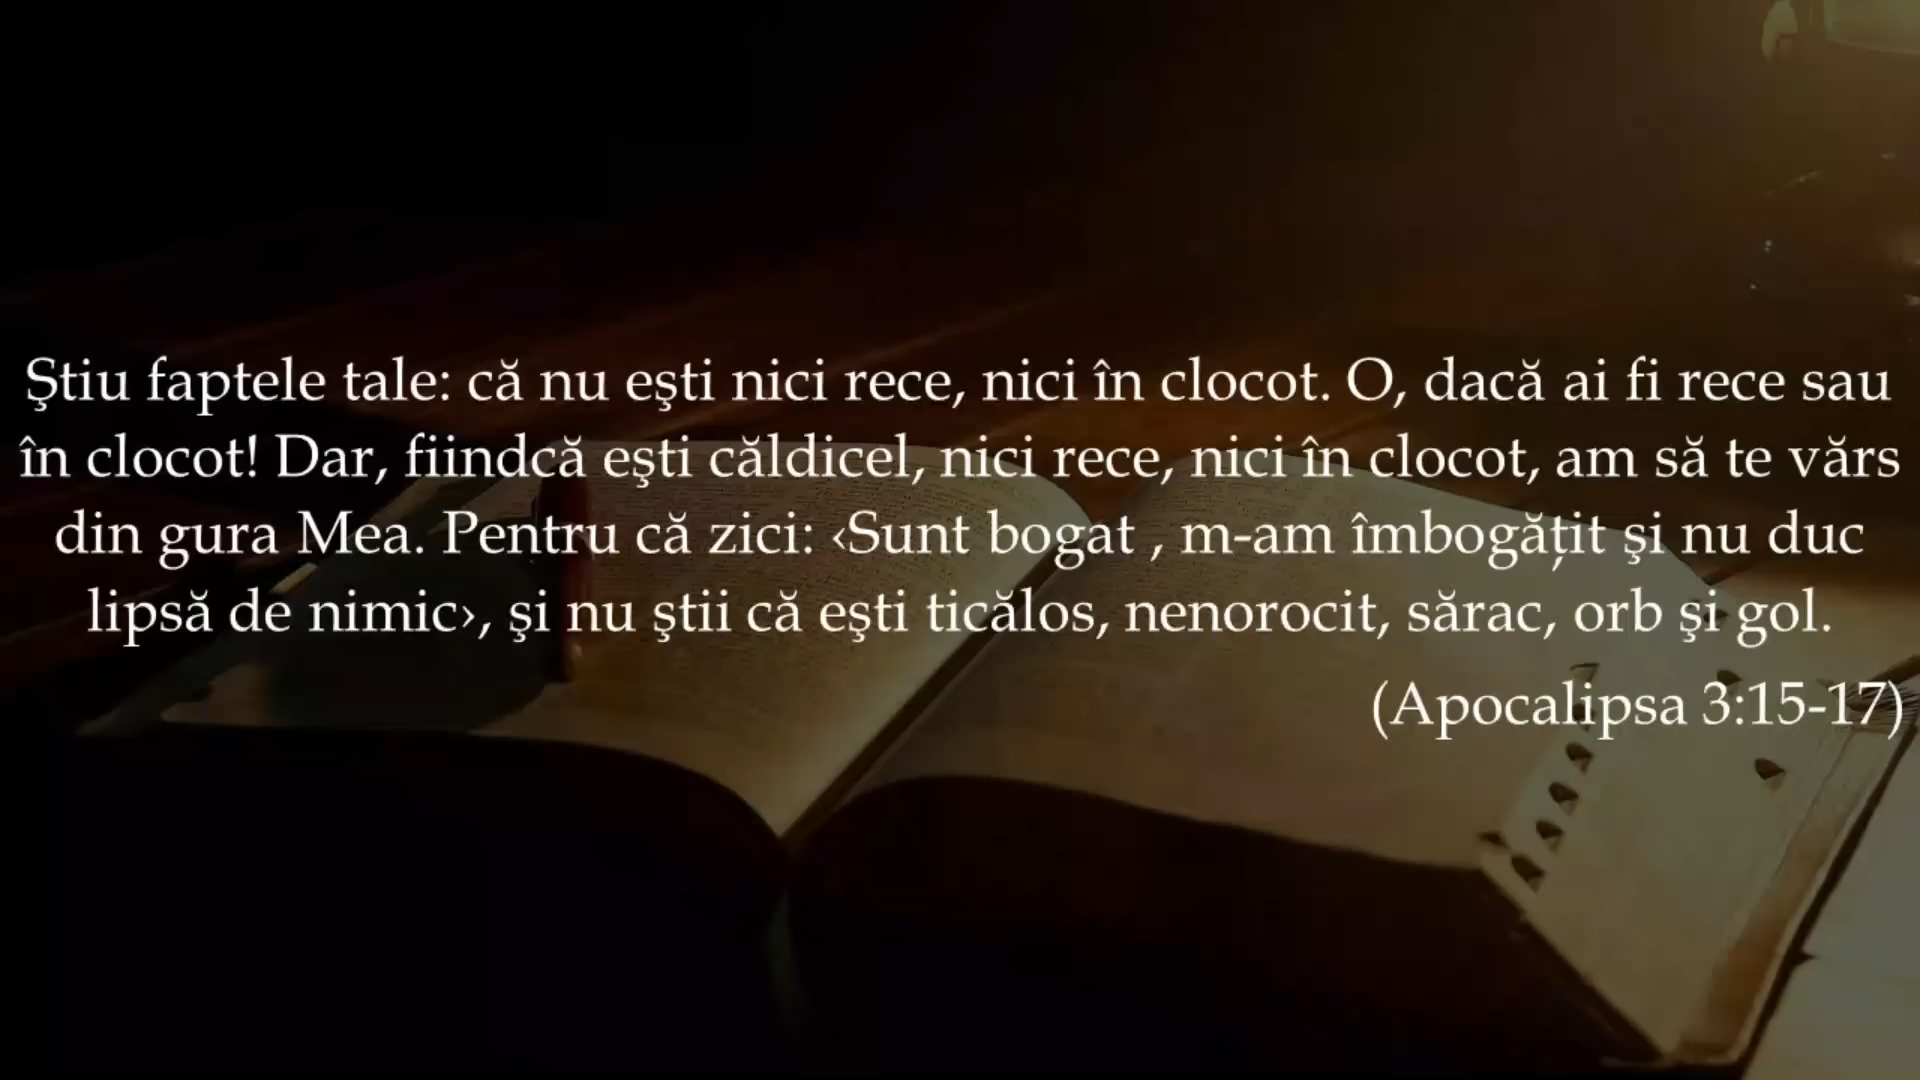 Ştiu faptele tale: că nu eşti nici rece, nici în clocot. O, dacă ai fi rece sau
în clocot! Dar, fiindcă eşti căldicel, nici rece, nici în clocot, am să te vărs
din gura Mea. Pentru că zici: ‹Sunt bogat , m-am îmbogăţit şi nu duc
lipsă de nimic›, şi nu ştii că eşti ticălos, nenorocit, sărac, orb şi gol.
(Apocalipsa 3:15-17)